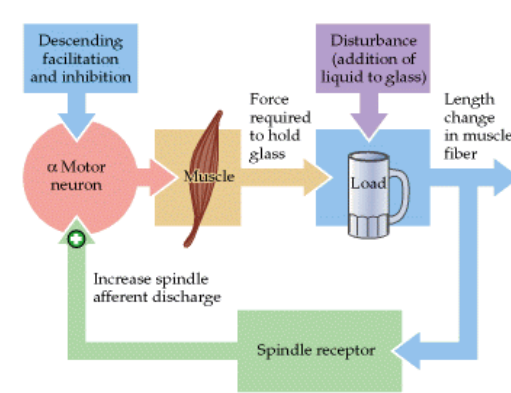 Descending
facilitation
and inhibition
Disturbance
(addition of
liquid to glass)
Force
required
to hold
glass
Length
change
in muscle
fiber
α Motor
neuron
Muscle
Load
+
Increase spindle
afferent discharge
Spindle receptor